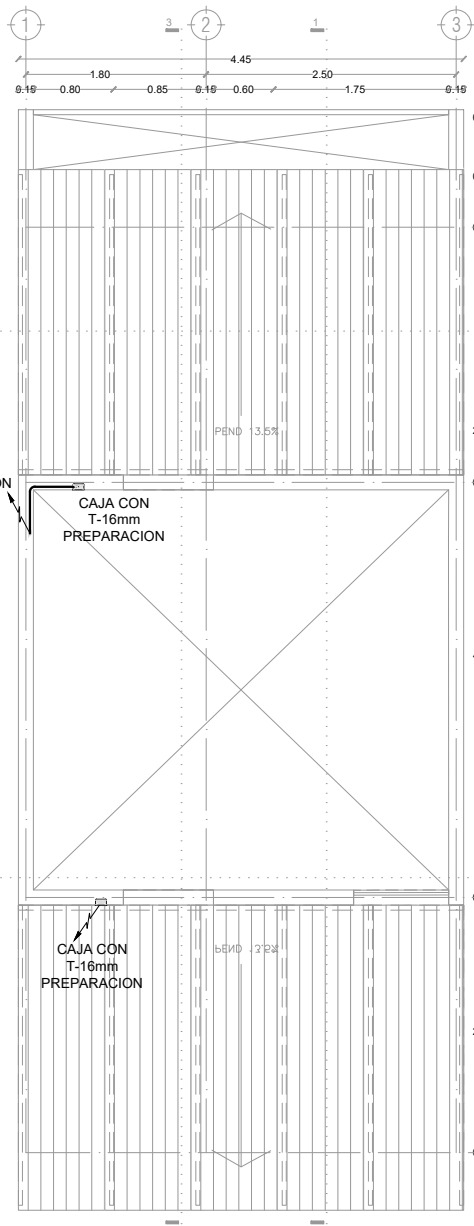 1 2 3
3 1
4.45
1.80 2.50
0.15 0.80 0.85 0.15 0.60 1.75 0.15
PEND 13.5%
CAJA CON
T-16mm
PREPARACION
CAJA CON
T-16mm
PREPARACION